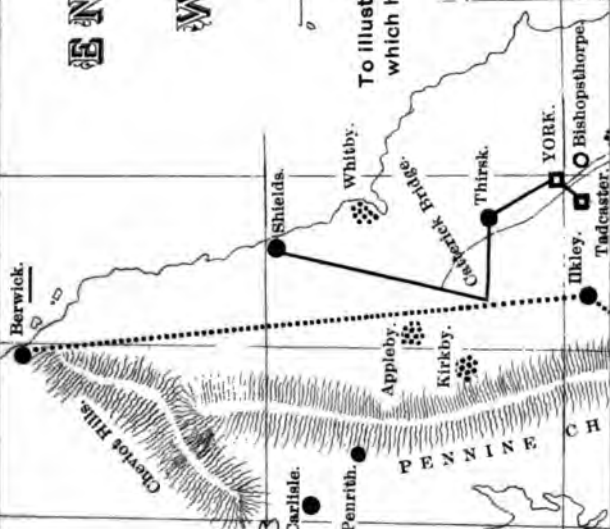 EN
W
To illust
which h
Berwick.
Cheviot Hills.
Shields.
Whitby.
Catterick Bridge.
Thirsk.
YORK.
Bishopsthorpe.
Tadcaster.
Ilkley.
Appleby.
Kirkby.
Carlisle.
Penrith.
PENNINE CH